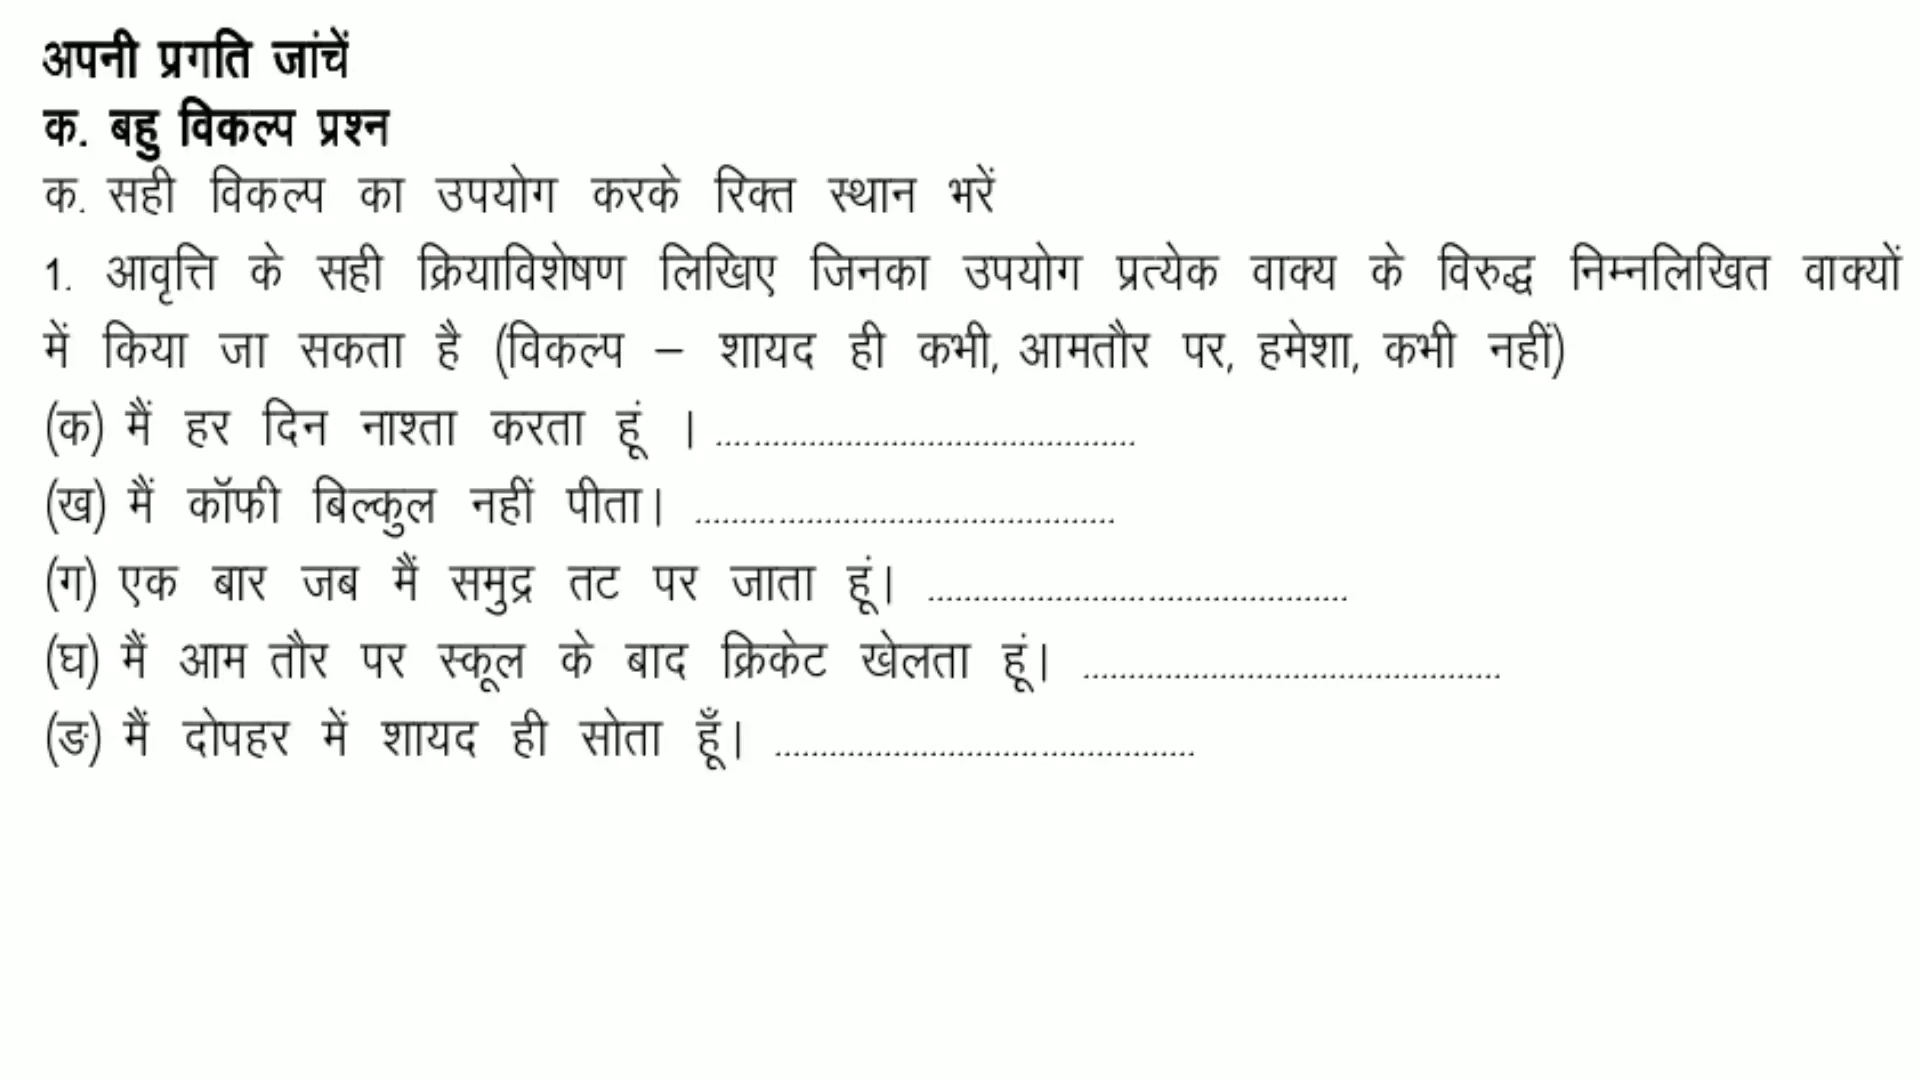 अपनी प्रगति जांचें
क. बहु विकल्प प्रश्न
क. सही विकल्प का उपयोग करके रिक्त स्थान भरें
1. आवृत्ति के सही क्रियाविशेषण लिखिए जिनका उपयोग प्रत्येक वाक्य के विरुद्ध निम्नलिखित वाक्यों
में किया जा सकता है (विकल्प – शायद ही कभी, आमतौर पर, हमेशा, कभी नहीं)
(क) मैं हर दिन नाश्ता करता हूं । ..............................................
(ख) मैं कॉफी बिल्कुल नहीं पीता। ..............................................
(ग) एक बार जब मैं समुद्र तट पर जाता हूं। ..............................................
(घ) मैं आम तौर पर स्कूल के बाद क्रिकेट खेलता हूं। ..............................................
(ङ) मैं दोपहर में शायद ही सोता हूँ। ..............................................